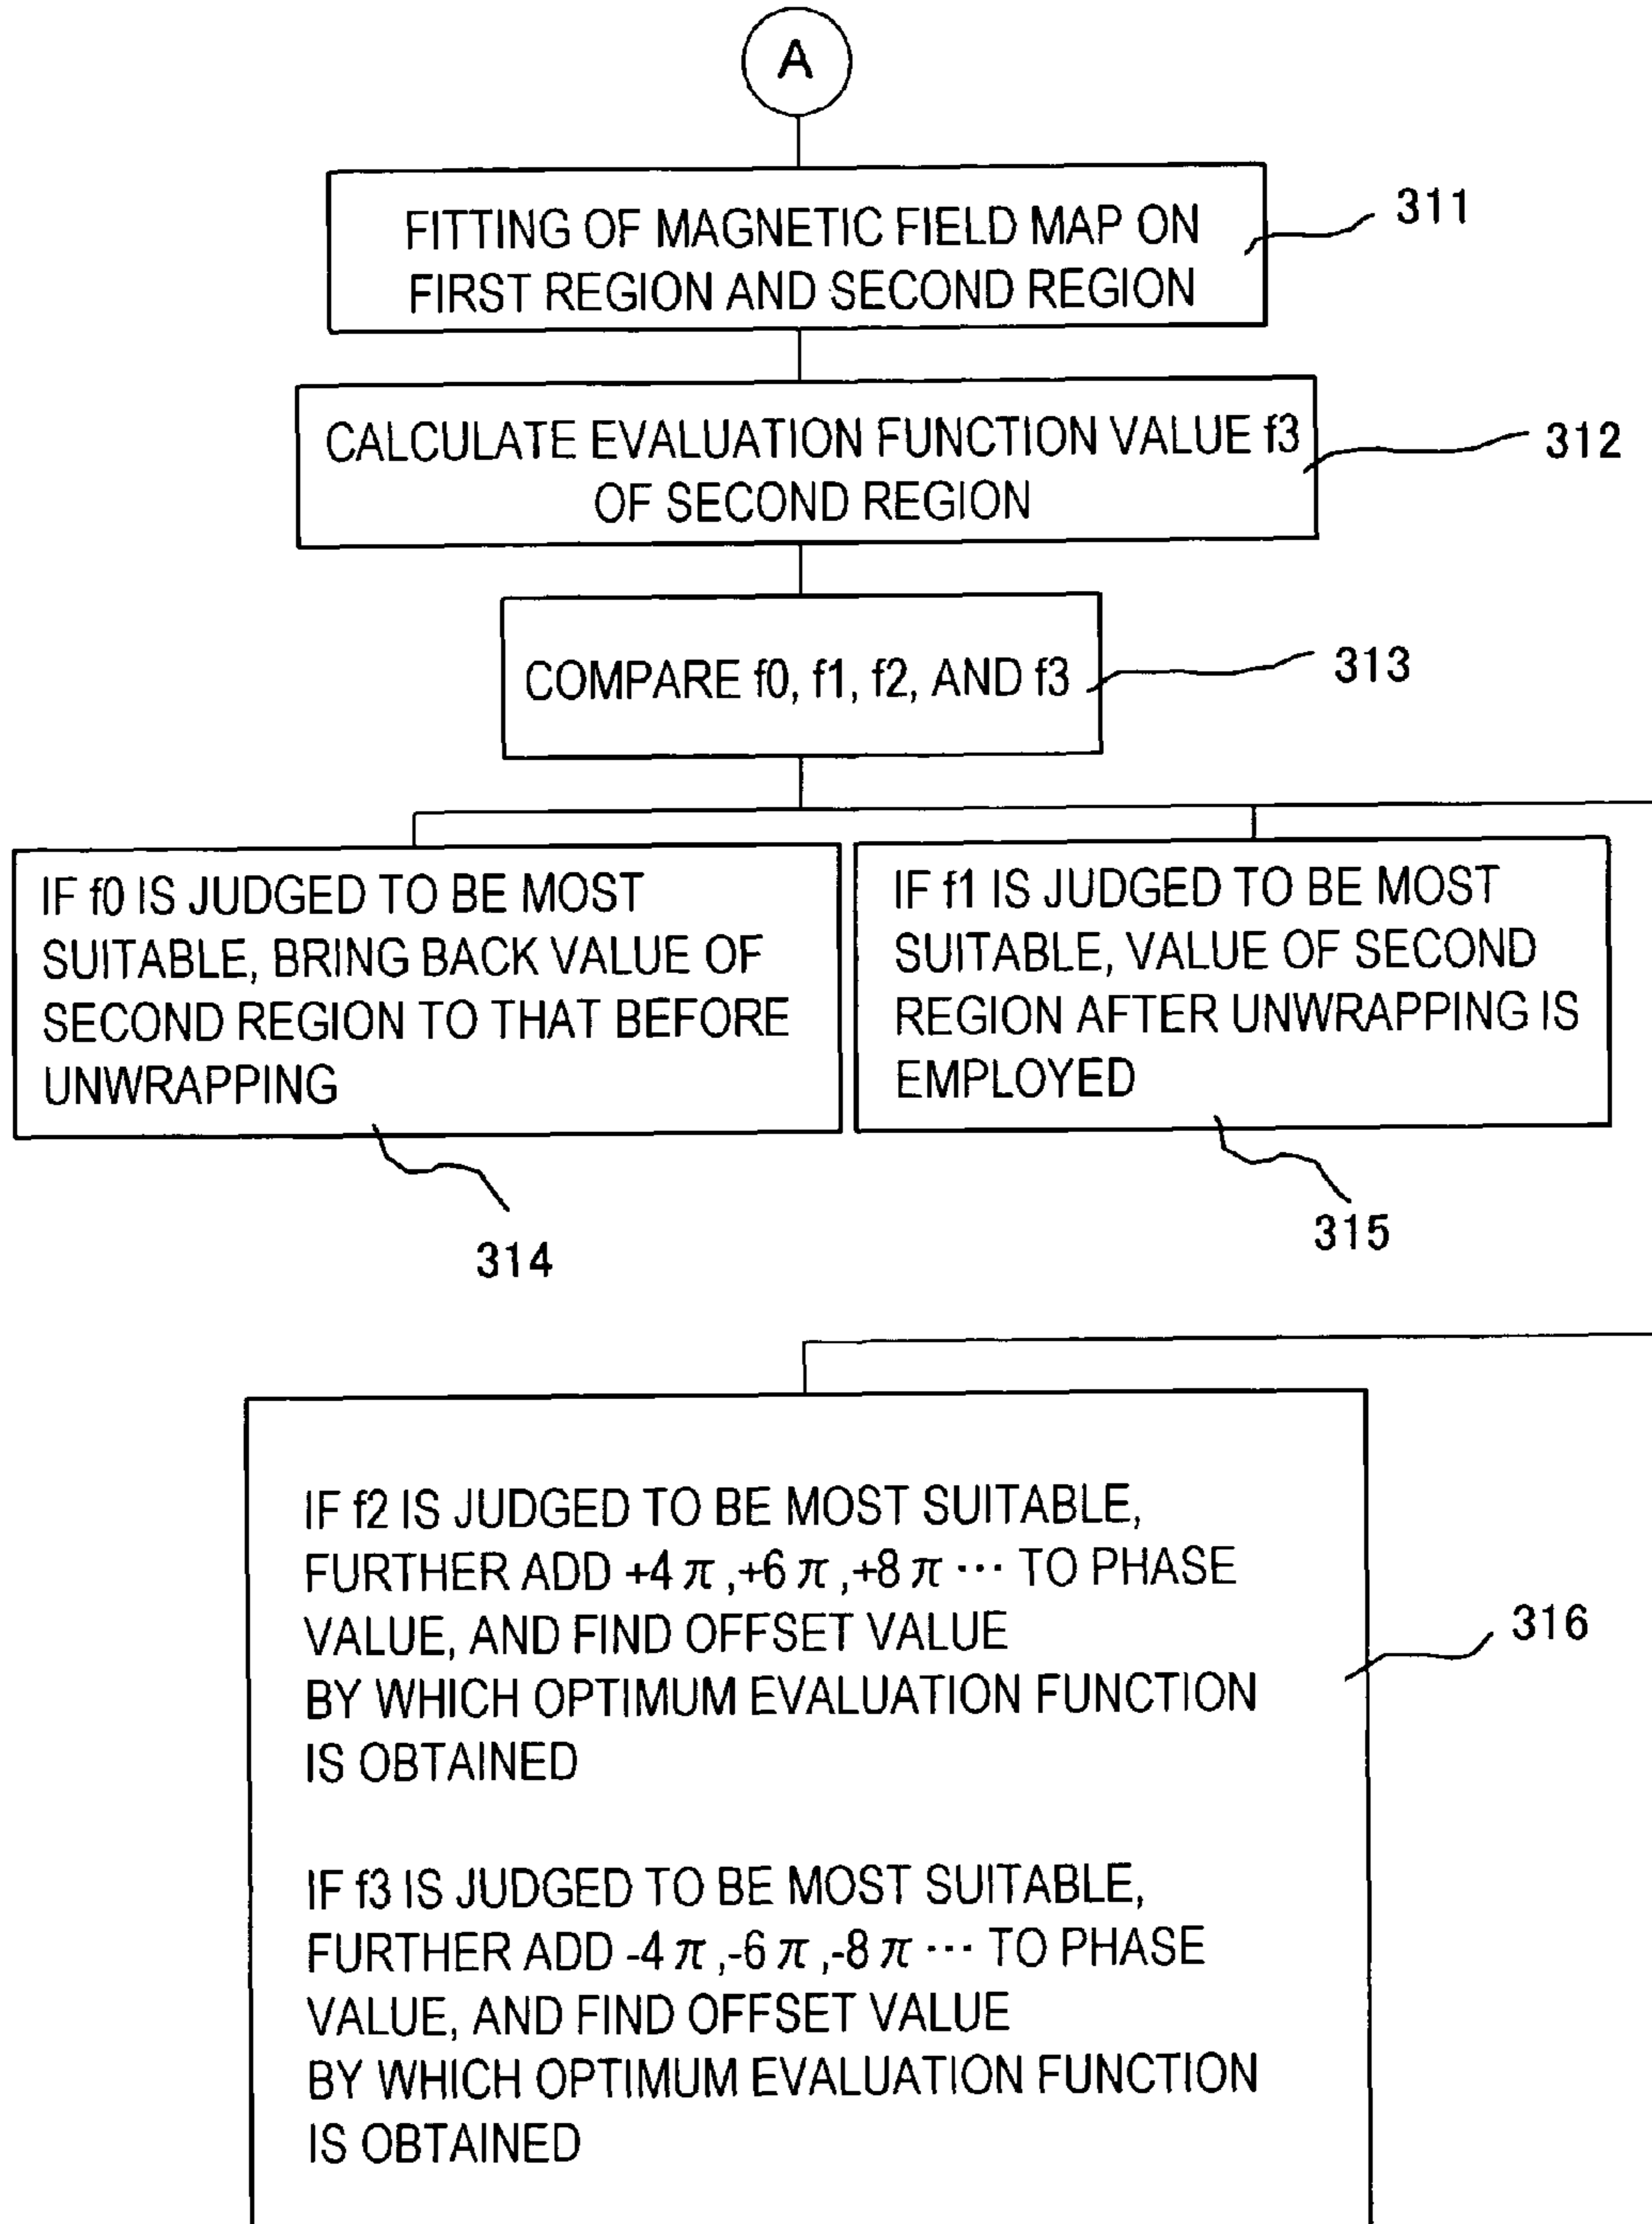 A
FITTING OF MAGNETIC FIELD MAP ON
FIRST REGION AND SECOND REGION
311
CALCULATE EVALUATION FUNCTION VALUE f3
OF SECOND REGION
312
COMPARE f0, f1, f2, AND f3
313
IF f0 IS JUDGED TO BE MOST
SUITABLE, BRING BACK VALUE OF
SECOND REGION TO THAT BEFORE
UNWRAPPING
314
IF f1 IS JUDGED TO BE MOST
SUITABLE, VALUE OF SECOND
REGION AFTER UNWRAPPING IS
EMPLOYED
315
IF f2 IS JUDGED TO BE MOST SUITABLE,
FURTHER ADD +4π,+6π,+8π ··· TO PHASE
VALUE, AND FIND OFFSET VALUE
BY WHICH OPTIMUM EVALUATION FUNCTION
IS OBTAINED
IF f3 IS JUDGED TO BE MOST SUITABLE,
FURTHER ADD -4π,-6π,-8π ··· TO PHASE
VALUE, AND FIND OFFSET VALUE
BY WHICH OPTIMUM EVALUATION FUNCTION
IS OBTAINED
316